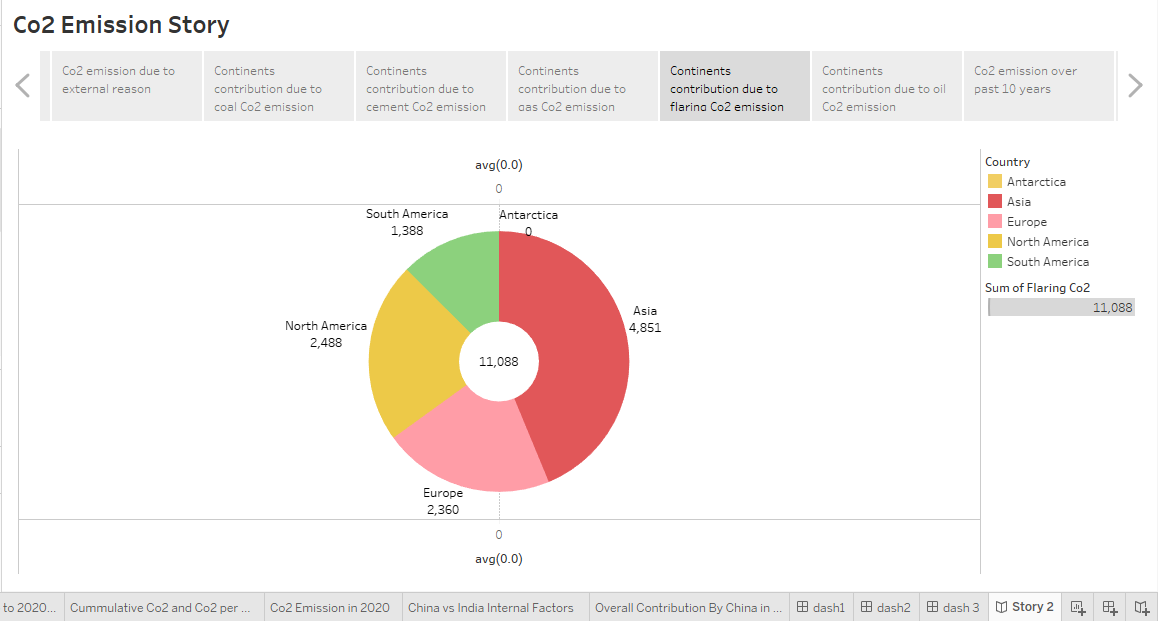 Co2 Emission Story
Co2 emission due to
external reason
Continents
contribution due to
coal Co2 emission
Continents
contribution due to
cement Co2 emission
Continents
contribution due to
gas Co2 emission
Continents
contribution due to
flaring Co2 emission
Continents
contribution due to oil
Co2 emission
Co2 emission over
past 10 years
avg(0.0)
0
South America
1,388
Antarctica
0
Asia
4,851
North America
2,488
11,088
Europe
2,360
0
avg(0.0)
Country
Antarctica
Asia
Europe
North America
South America
Sum of Flaring Co2
11,088
to 2020...
Cummulative Co2 and Co2 per ...
Co2 Emission in 2020
China vs India Internal Factors
Overall Contribution By China in ...
dash1
dash2
dash 3
Story 2